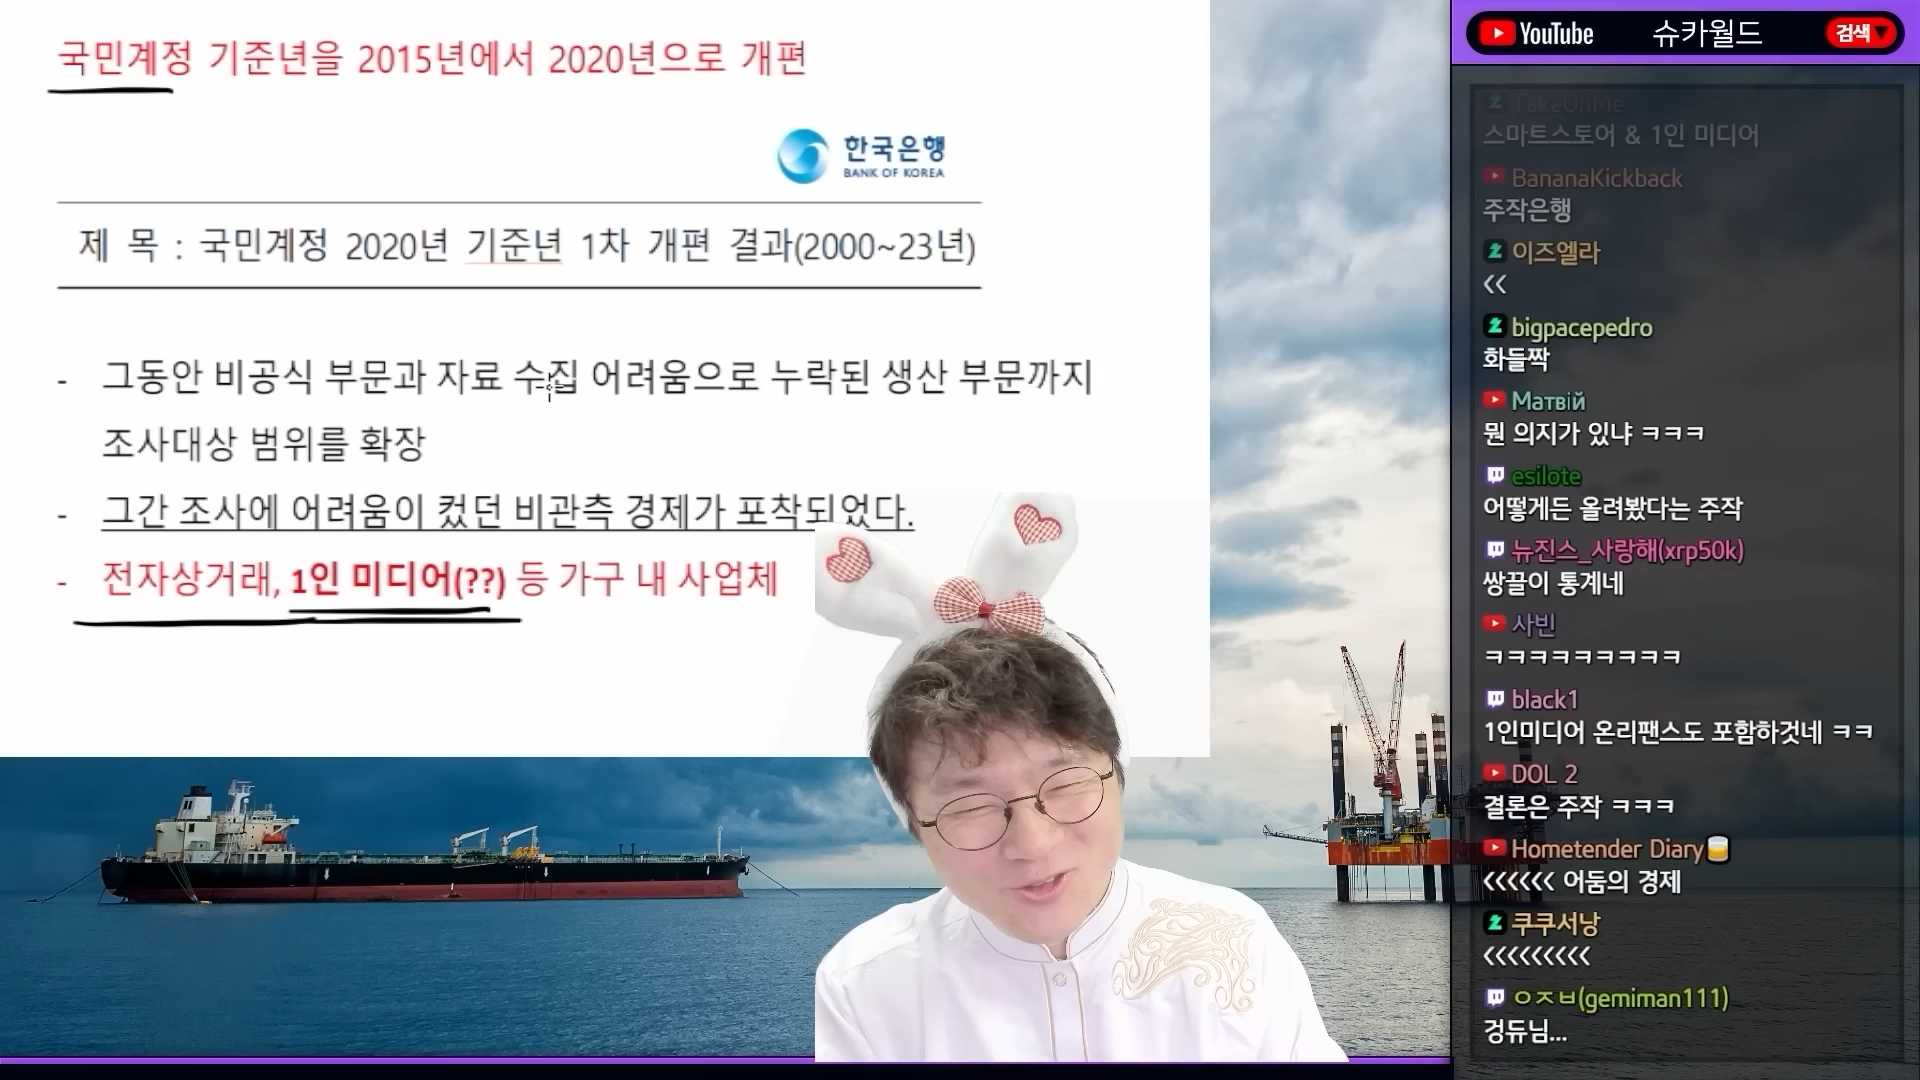 국민계정 기준년을 2015년에서 2020년으로 개편
한국은행
BANK OF KOREA
제 목 : 국민계정 2020년 기준년 1차 개편 결과(2000~23년)
- 그동안 비공식 부문과 자료 수집 어려움으로 누락된 생산 부문까지
조사대상 범위를 확장
- 그간 조사에 어려움이 컸던 비관측 경제가 포착되었다.
- 전자상거래, 1인 미디어(??) 등 가구 내 사업체
YouTube 슈카월드 검색
TakeOnMe
스마트스토어 & 1인 미디어
BananaKickback
주작은행
이즈엘라
<<
bigpacepedro
화들짝
Матвій
뭔 의지가 있냐 ㅋㅋㅋ
esilote
어떻게든 올려봤다는 주작
뉴진스_사랑해(xrp50k)
쌍끌이 통계네
사빈
ㅋㅋㅋㅋㅋㅋㅋㅋㅋ
black1
1인미디어 온리팬스도 포함하것네 ㅋㅋ
DOL 2
결론은 주작 ㅋㅋㅋ
Hometender Diary
<<<<<< 어둠의 경제
쿠쿠서낭
<<<<<<<<<
ㅇㅈㅂ(gemiman111)
겅듀님...